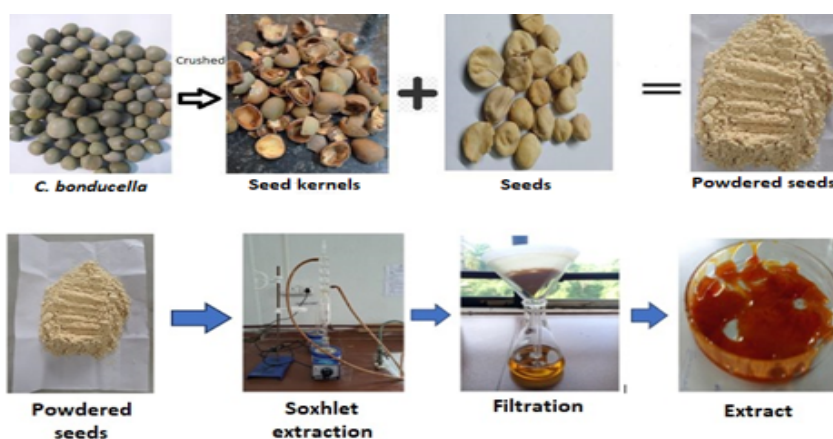 Crushed
C. bonducella
Seed kernels
Seeds
Powdered seeds
Powdered
seeds
Soxhlet
extraction
Filtration
Extract